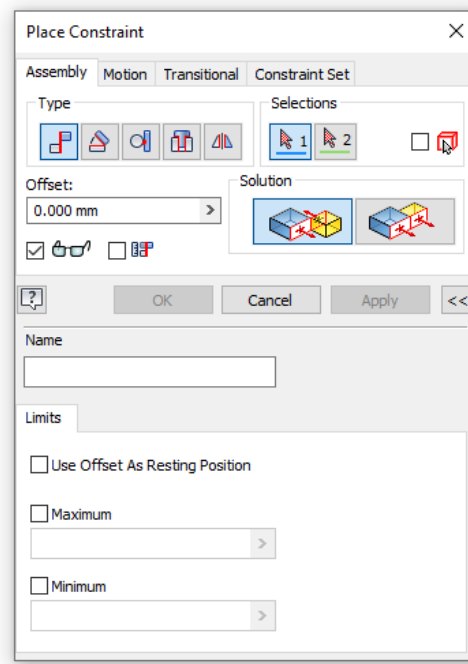 Place Constraint
Assembly Motion Transitional Constraint Set
Type Selections
1 2
Offset: Solution
0.000 mm >
? OK Cancel Apply <<
Name
Limits
Use Offset As Resting Position
Maximum
>
Minimum
>